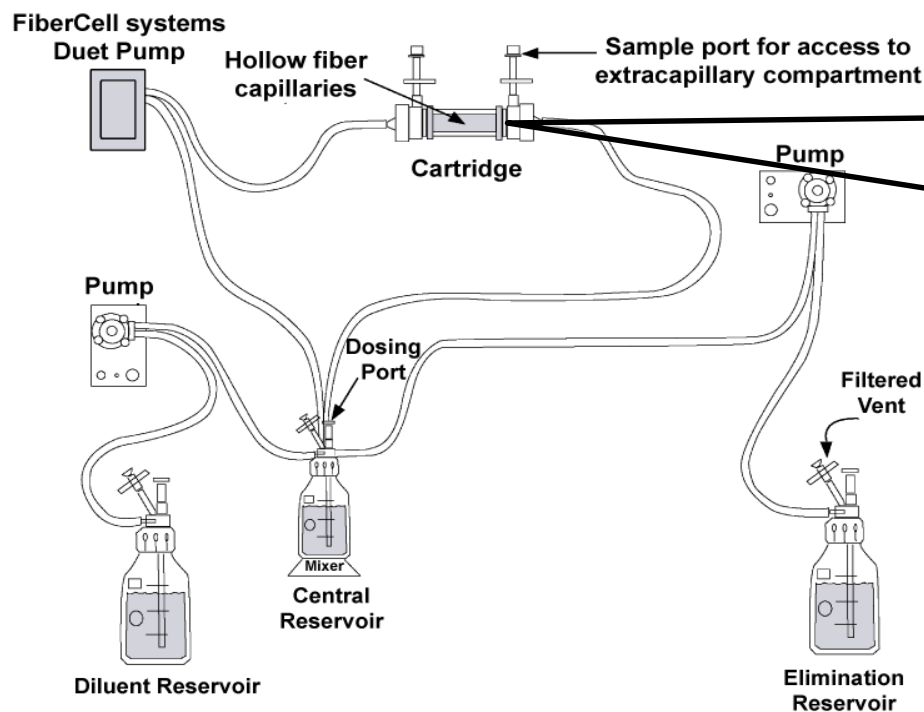 FiberCell systems
Duet Pump
Hollow fiber
capillaries
Sample port for access to
extracapillary compartment
Cartridge
Pump
Pump
Dosing
Port
Filtered
Vent
Mixer
Central
Reservoir
Diluent Reservoir
Elimination
Reservoir